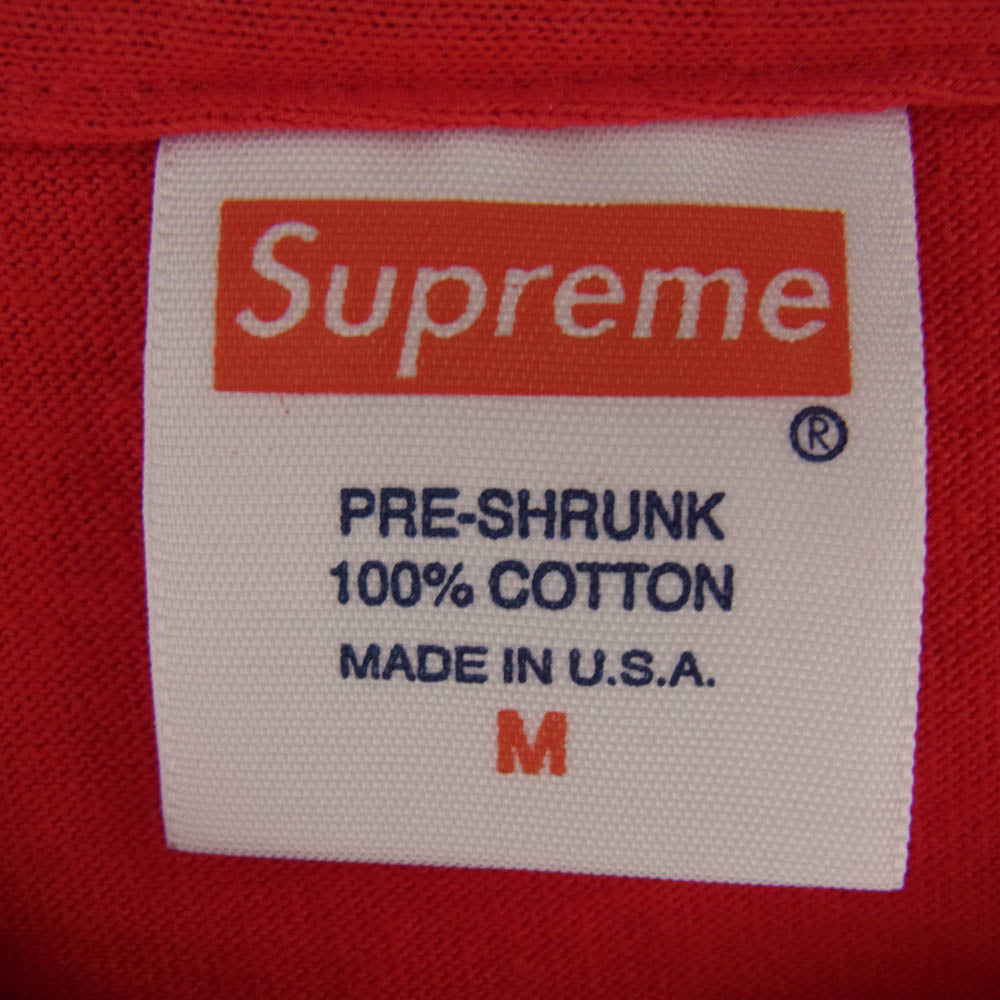 Supreme
®
PRE-SHRUNK
100% COTTON
MADE IN U.S.A.
M